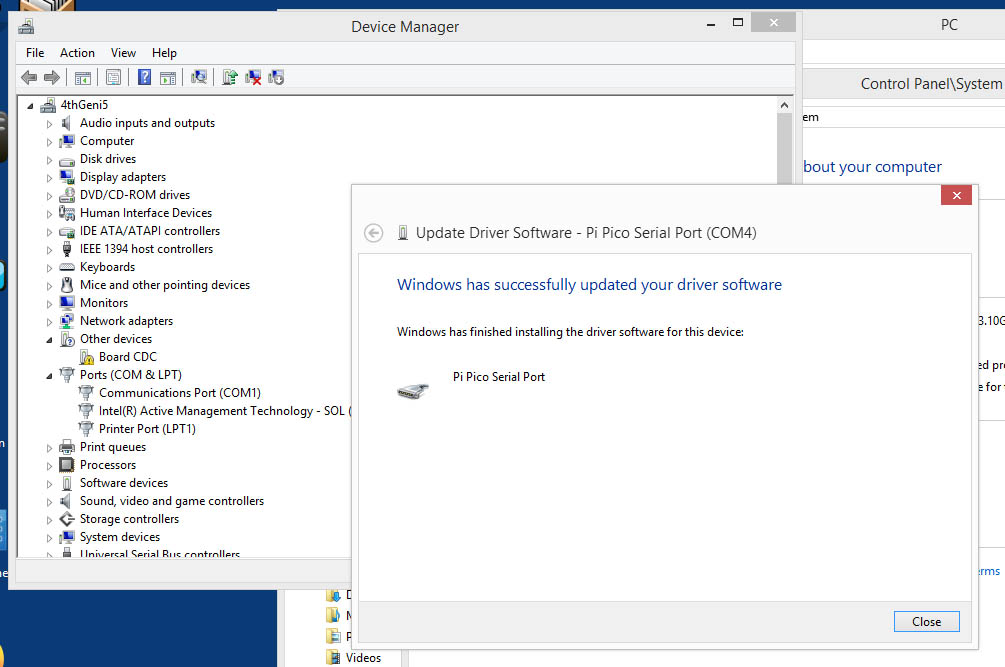 Device Manager
PC
File Action View Help
Control Panel\System
4thGeni5
Audio inputs and outputs
em
Computer
Disk drives
bout your computer
Display adapters
DVD/CD-ROM drives
Human Interface Devices
IDE ATA/ATAPI controllers
Update Driver Software - Pi Pico Serial Port (COM4)
IEEE 1394 host controllers
Keyboards
Mice and other pointing devices
Windows has successfully updated your driver software
Monitors
Network adapters
3.10G
Windows has finished installing the driver software for this device:
Other devices
Board CDC
ed pro
Ports (COM & LPT)
Pi Pico Serial Port
e for
Communications Port (COM1)
Intel(R) Active Management Technology - SOL (
Printer Port (LPT1)
Print queues
Processors
Software devices
Sound, video and game controllers
Storage controllers
System devices
Universal Serial Bus controllers
erms
Close
Videos